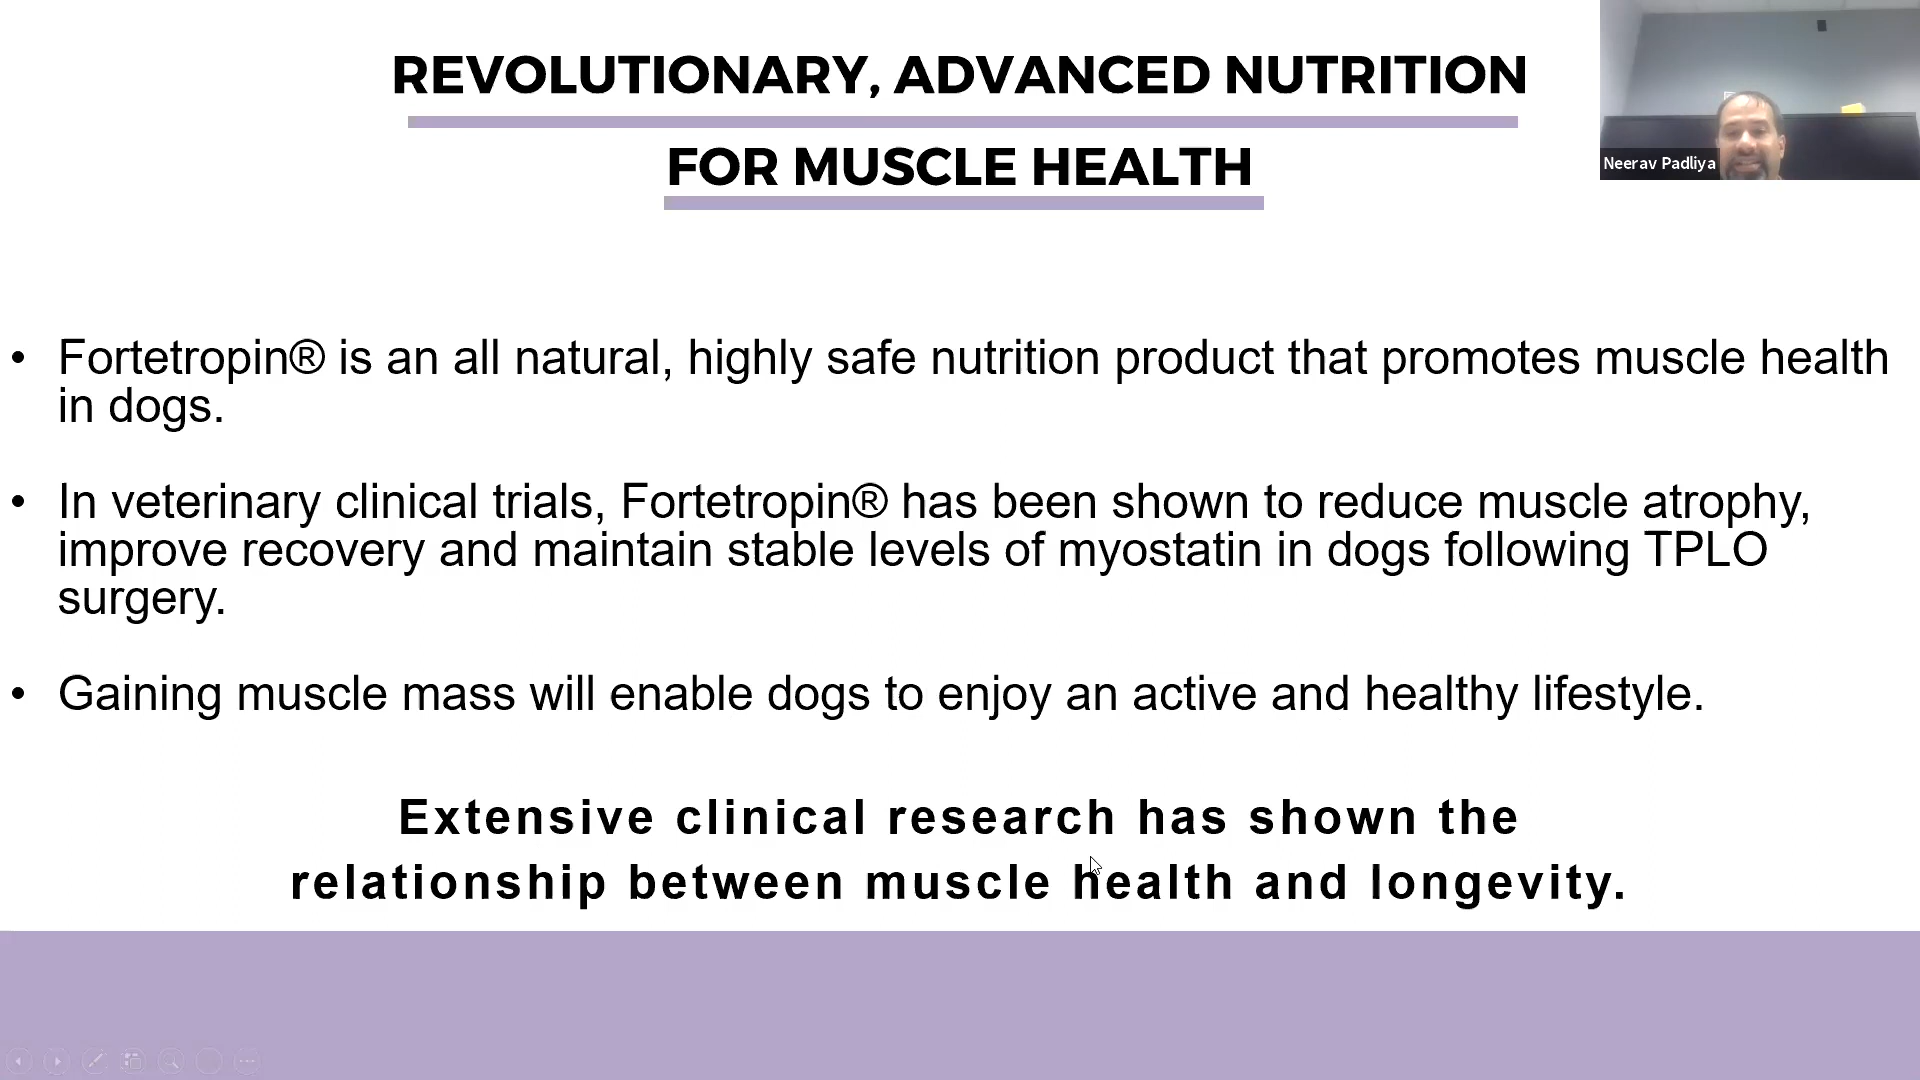 REVOLUTIONARY, ADVANCED NUTRITION
FOR MUSCLE HEALTH
Neerav Padliya
• Fortetropin® is an all natural, highly safe nutrition product that promotes muscle health
in dogs.
• In veterinary clinical trials, Fortetropin® has been shown to reduce muscle atrophy,
improve recovery and maintain stable levels of myostatin in dogs following TPLO
surgery.
• Gaining muscle mass will enable dogs to enjoy an active and healthy lifestyle.
Extensive clinical research has shown the
relationship between muscle health and longevity.